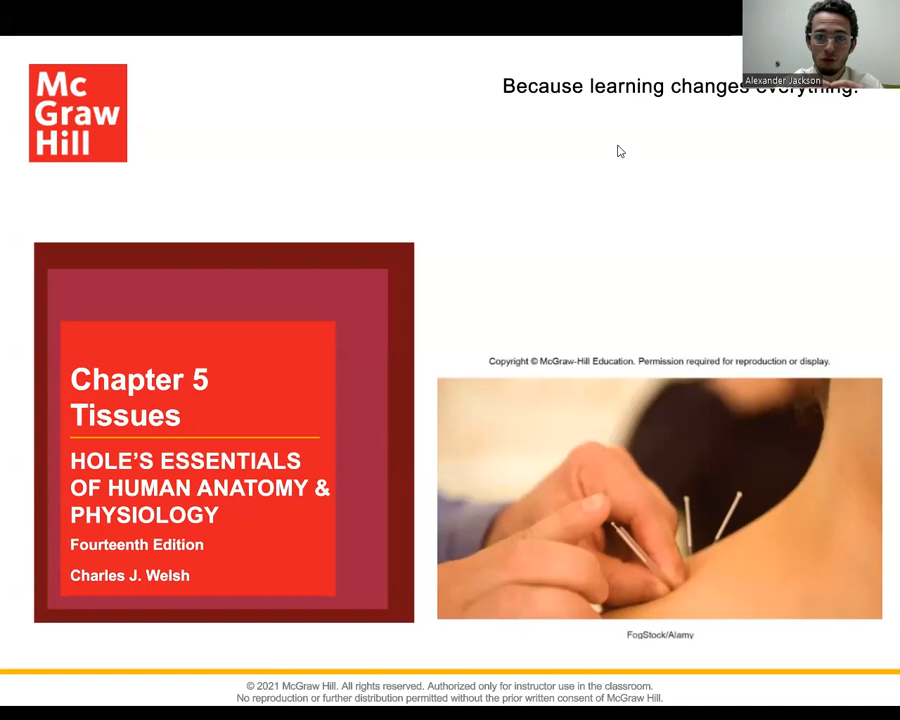 Mc
Graw
Hill
Because learning changes everything.
Alexander Jackson
Chapter 5
Tissues
HOLE'S ESSENTIALS
OF HUMAN ANATOMY &
PHYSIOLOGY
Fourteenth Edition
Charles J. Welsh
Copyright © McGraw-Hill Education. Permission required for reproduction or display.
FogStock/Alamy
© 2021 McGraw Hill. All rights reserved. Authorized only for instructor use in the classroom.
No reproduction or further distribution permitted without the prior written consent of McGraw Hill.